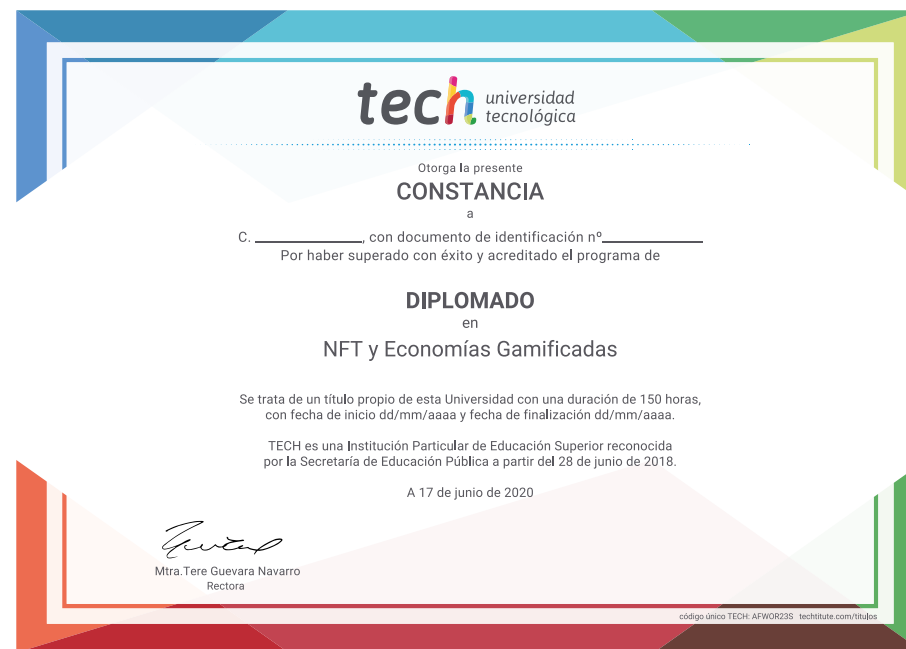 tech universidad
tecnológica
Otorga la presente
CONSTANCIA
a
C. ____________, con documento de identificación nº____________
Por haber superado con éxito y acreditado el programa de
DIPLOMADO
en
NFT y Economías Gamificadas
Se trata de un título propio de esta Universidad con una duración de 150 horas,
con fecha de inicio dd/mm/aaaa y fecha de finalización dd/mm/aaaa.
TECH es una Institución Particular de Educación Superior reconocida
por la Secretaría de Educación Pública a partir del 28 de junio de 2018.
A 17 de junio de 2020
Mtra.Tere Guevara Navarro
Rectora
código único TECH: AFWOR23S techtitute.com/titulos